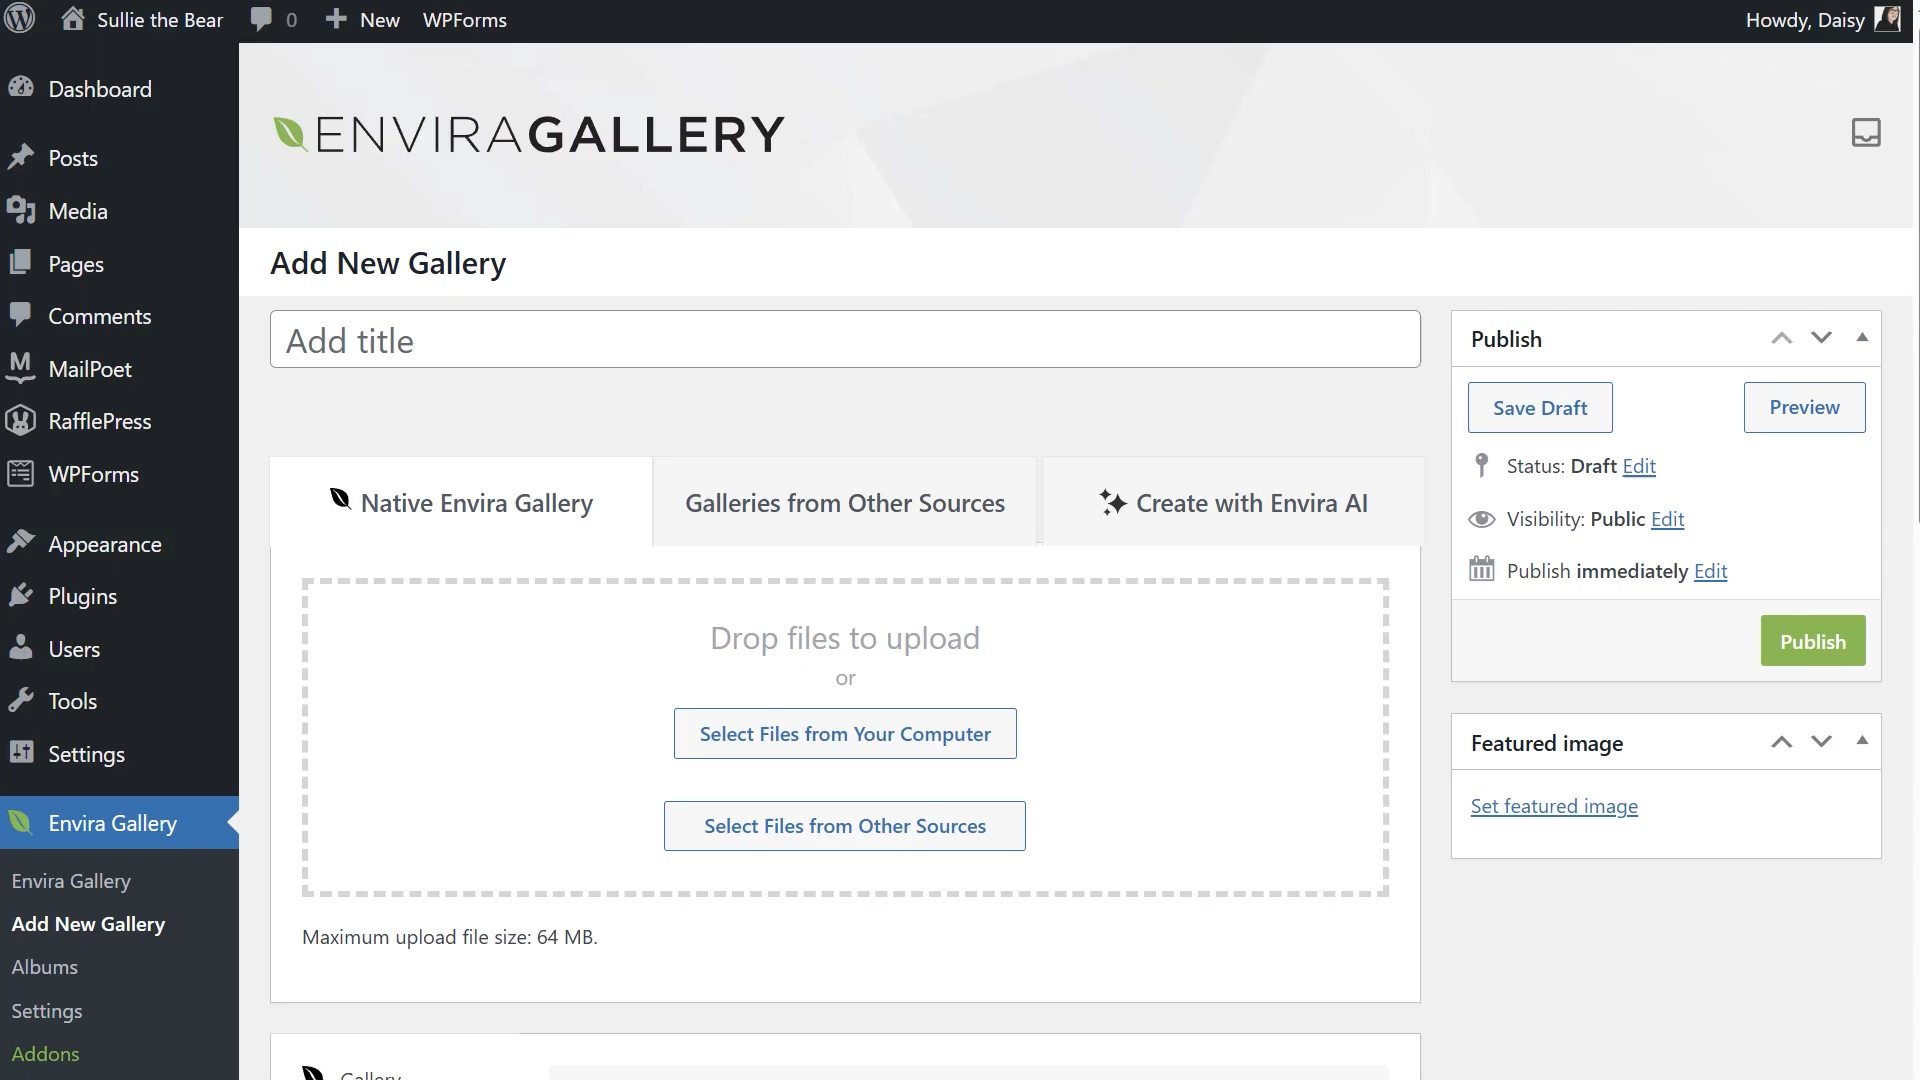 Sullie the Bear 0 New WPForms Howdy, Daisy
Dashboard
Posts
Media
Pages
Comments
MailPoet
RafflePress
WPForms
Appearance
Plugins
Users
Tools
Settings
Envira Gallery
Envira Gallery
Add New Gallery
Albums
Settings
Addons
ENVIRAGALLERY
Add New Gallery
Add title
Native Envira Gallery
Galleries from Other Sources
Create with Envira AI
Drop files to upload
or
Select Files from Your Computer
Select Files from Other Sources
Maximum upload file size: 64 MB.
Gallery
Publish
Save Draft
Preview
Status: Draft Edit
Visibility: Public Edit
Publish immediately Edit
Publish
Featured image
Set featured image